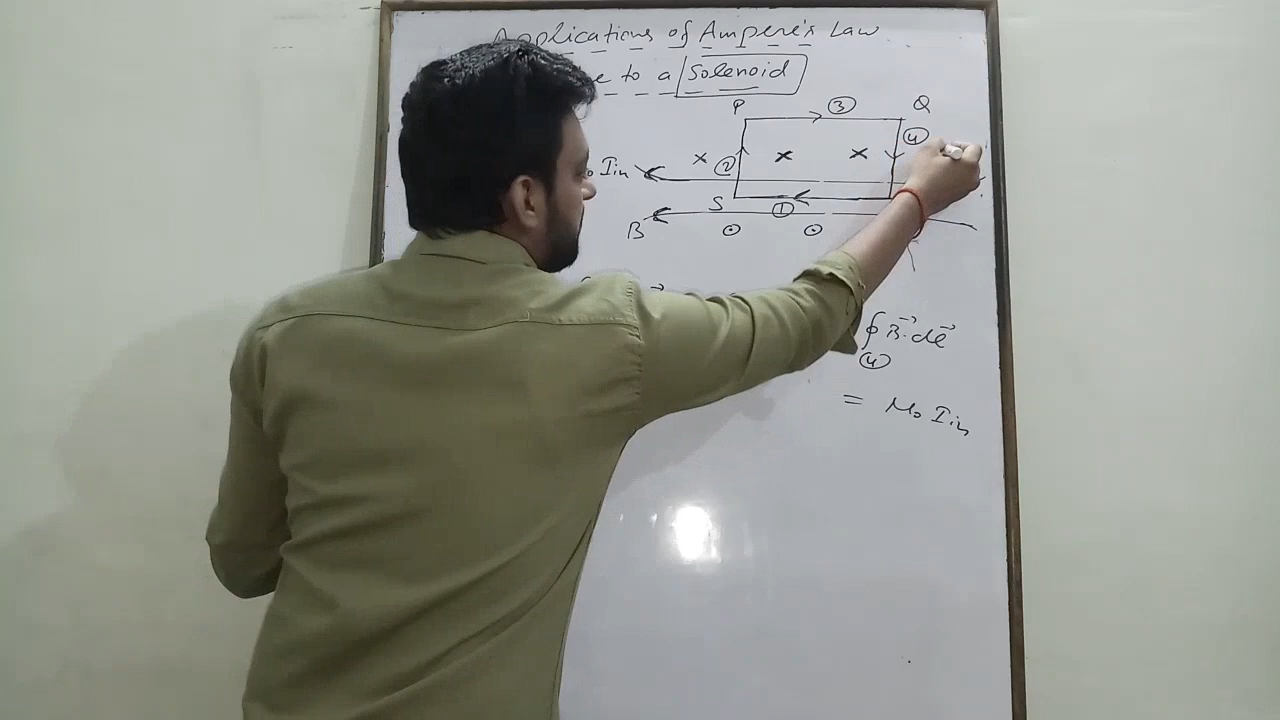 Applications of Ampere's Law
to a Solenoid
P ③ Q
④
× ② × ×
Iin
S ①
B ⊙ ⊙
∮ B⃗.dℓ⃗
④
= μ₀ Iin